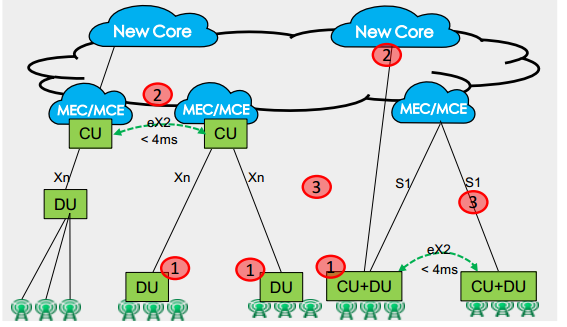 New Core
New Core
2
2
MEC/MCE
MEC/MCE
MEC/MCE
CU
eX2
< 4ms
CU
Xn
Xn
Xn
3
S1
S1
3
DU
eX2
< 4ms
1
1
1
DU
DU
CU+DU
CU+DU